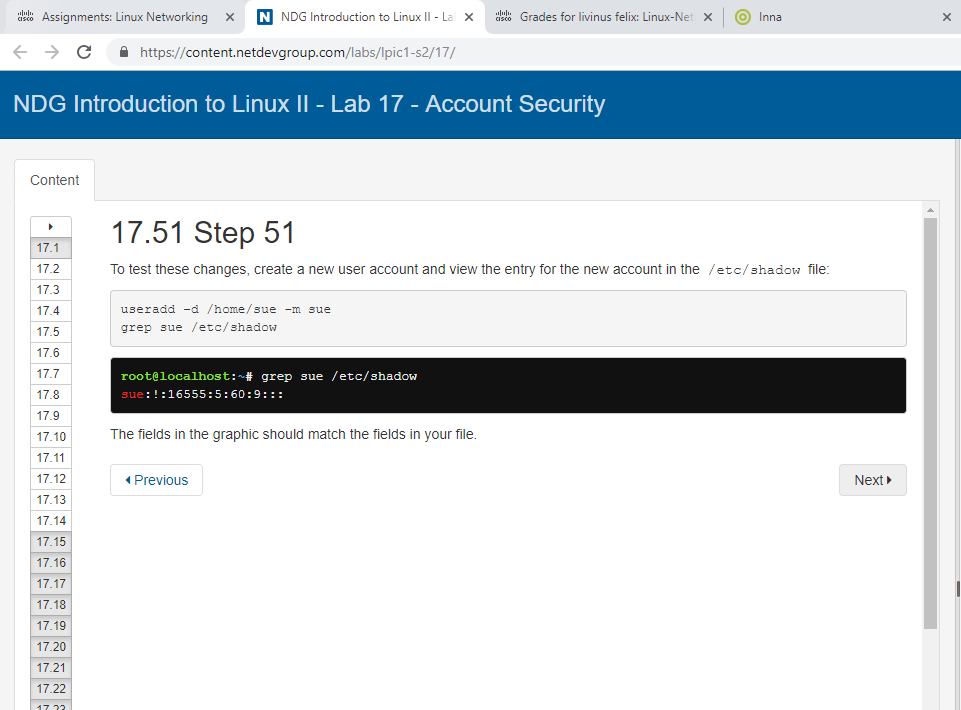 Assignments: Linux Networking
NDG Introduction to Linux II - La
Grades for livinus felix: Linux-Net
Inna
https://content.netdevgroup.com/labs/lpic1-s2/17/
NDG Introduction to Linux II - Lab 17 - Account Security
Content
17.1
17.2
17.3
17.4
17.5
17.6
17.7
17.8
17.9
17.10
17.11
17.12
17.13
17.14
17.15
17.16
17.17
17.18
17.19
17.20
17.21
17.22
17.23
17.51 Step 51
To test these changes, create a new user account and view the entry for the new account in the /etc/shadow file:
useradd -d /home/sue -m sue
grep sue /etc/shadow
root@localhost:~# grep sue /etc/shadow
sue:!:16555:5:60:9:::
The fields in the graphic should match the fields in your file.
Previous
Next